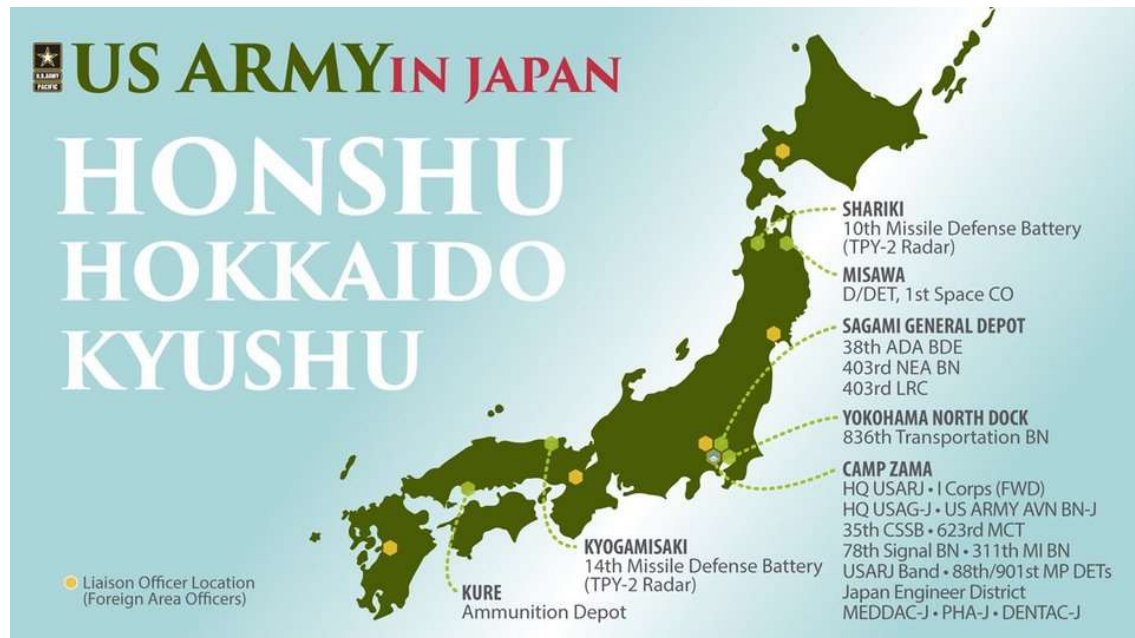 U.S. ARMY
PACIFIC
US ARMY IN JAPAN
HONSHU
HOKKAIDO
KYUSHU
SHARIKI
10th Missile Defense Battery
(TPY-2 Radar)
MISAWA
D/DET, 1st Space CO
SAGAMI GENERAL DEPOT
38th ADA BDE
403rd NEA BN
403rd LRC
YOKOHAMA NORTH DOCK
836th Transportation BN
CAMP ZAMA
HQ USARJ • I Corps (FWD)
HQ USAG-J • US ARMY AVN BN-J
35th CSSB • 623rd MCT
78th Signal BN • 311th MI BN
USARJ Band • 88th/901st MP DETs
Japan Engineer District
MEDDAC-J • PHA-J • DENTAC-J
KYOGAMISAKI
14th Missile Defense Battery
(TPY-2 Radar)
KURE
Ammunition Depot
Liaison Officer Location
(Foreign Area Officers)